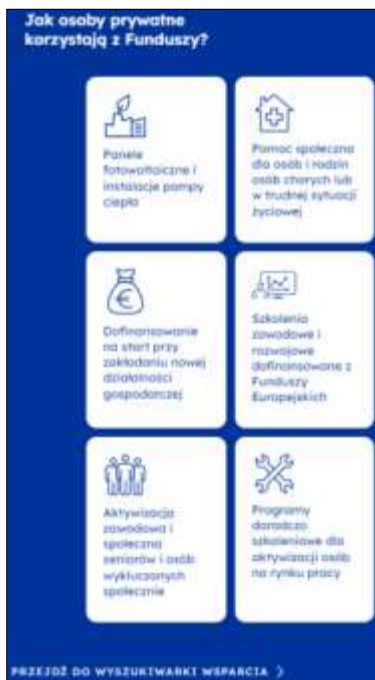 Jak osoby prywatne
korzystają z Funduszy?
Panele
fotowoltaiczne i
instalacje pompy
ciepła
Pomoc społeczna
dla osób i rodzin
osób chorych lub
w trudnej sytuacji
życiowej
Dofinansowanie
na start przy
zakładaniu nowej
działalności
gospodarczej
Szkolenia
zawodowe i
rozwojowe
dofinansowane z
Funduszy
Europejskich
Aktywizacja
zawodowa i
społeczna
seniorów i osób
wykluczonych
społecznie
Programy
doradczo
szkoleniowe dla
aktywizacji osób
na rynku pracy
PRZEJDŹ DO WYSZUKIWARKI WSPARCIA